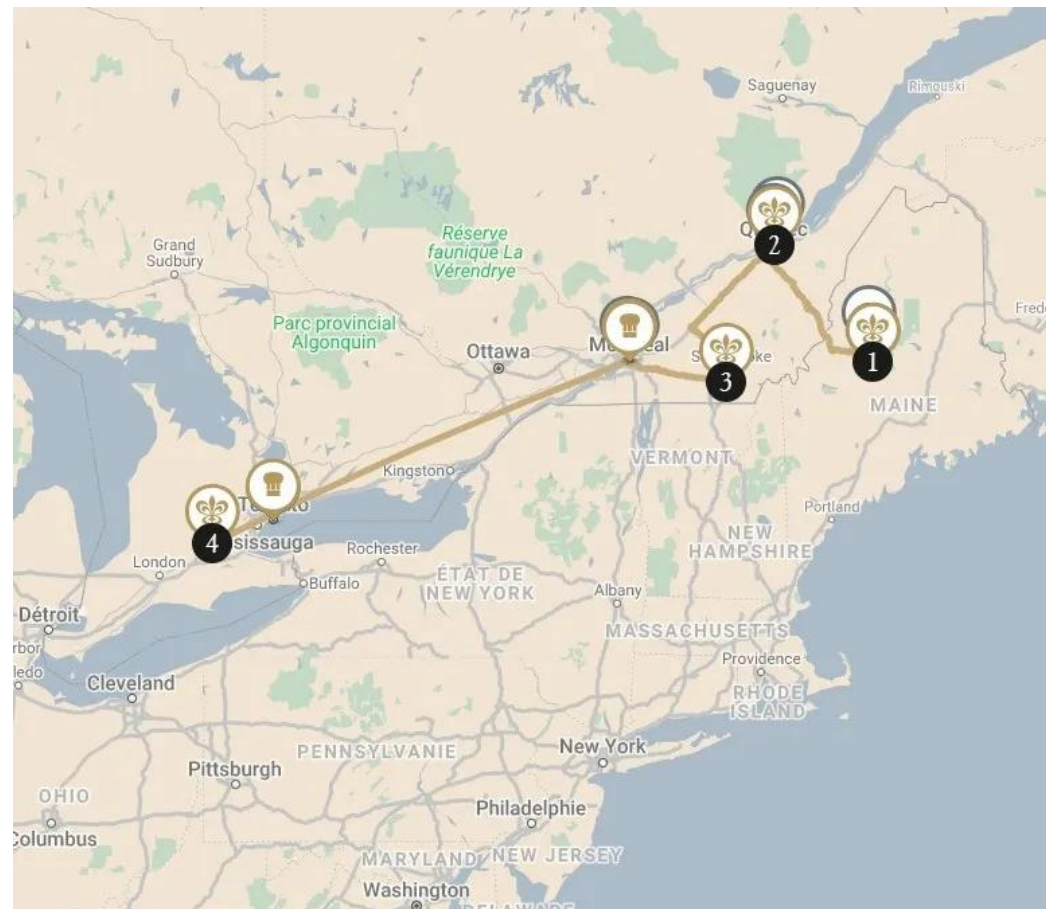 Saguenay
Rimouski
Grand
Sudbury
Réserve
faunique La
Vérendrye
2
Parc provincial
Algonquin
Ottawa
1
3
MAINE
VERMONT
Kingston
Portland
4
London
Rochester
NEW
HAMPSHIRE
Buffalo
ÉTAT DE
NEW YORK
Albany
Détroit
MASSACHUSETTS
Providence
Cleveland
RHODE
ISLAND
PENNSYLVANIE
New York
Pittsburgh
OHIO
Philadelphie
Columbus
MARYLAND
NEW JERSEY
Washington